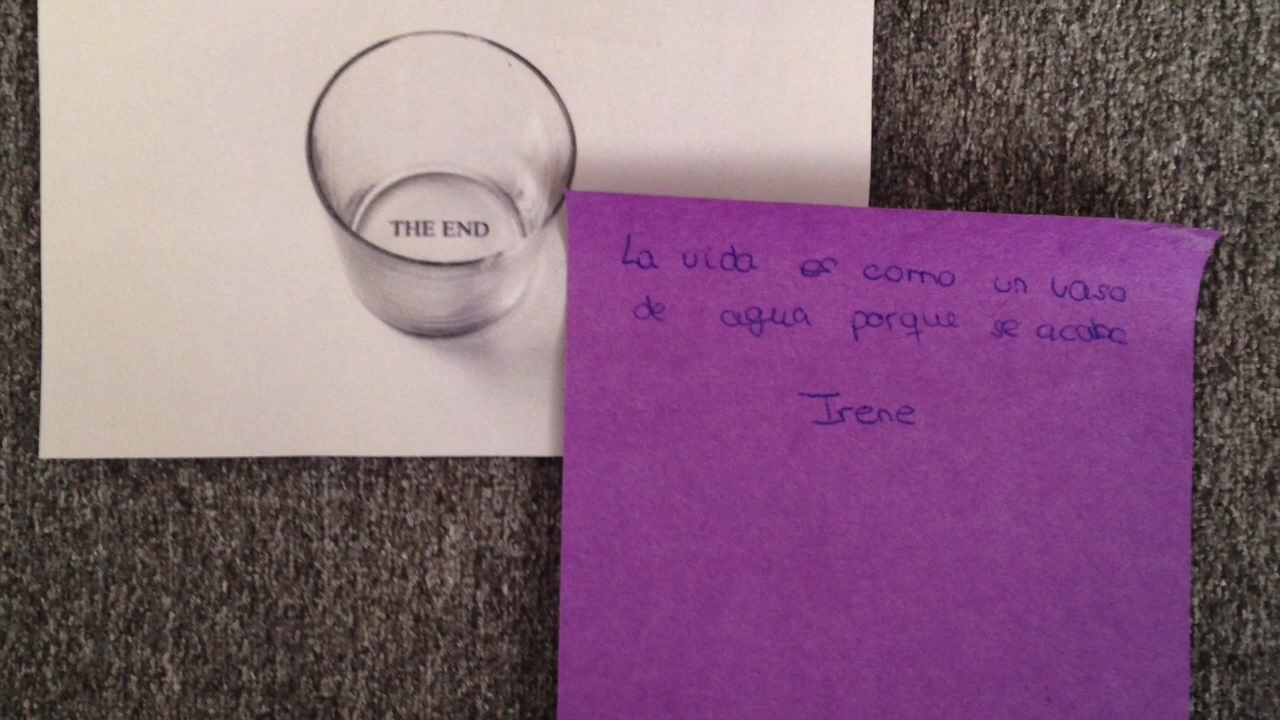 THE END
La vida es como un vaso
de agua porque se acaba
Irene